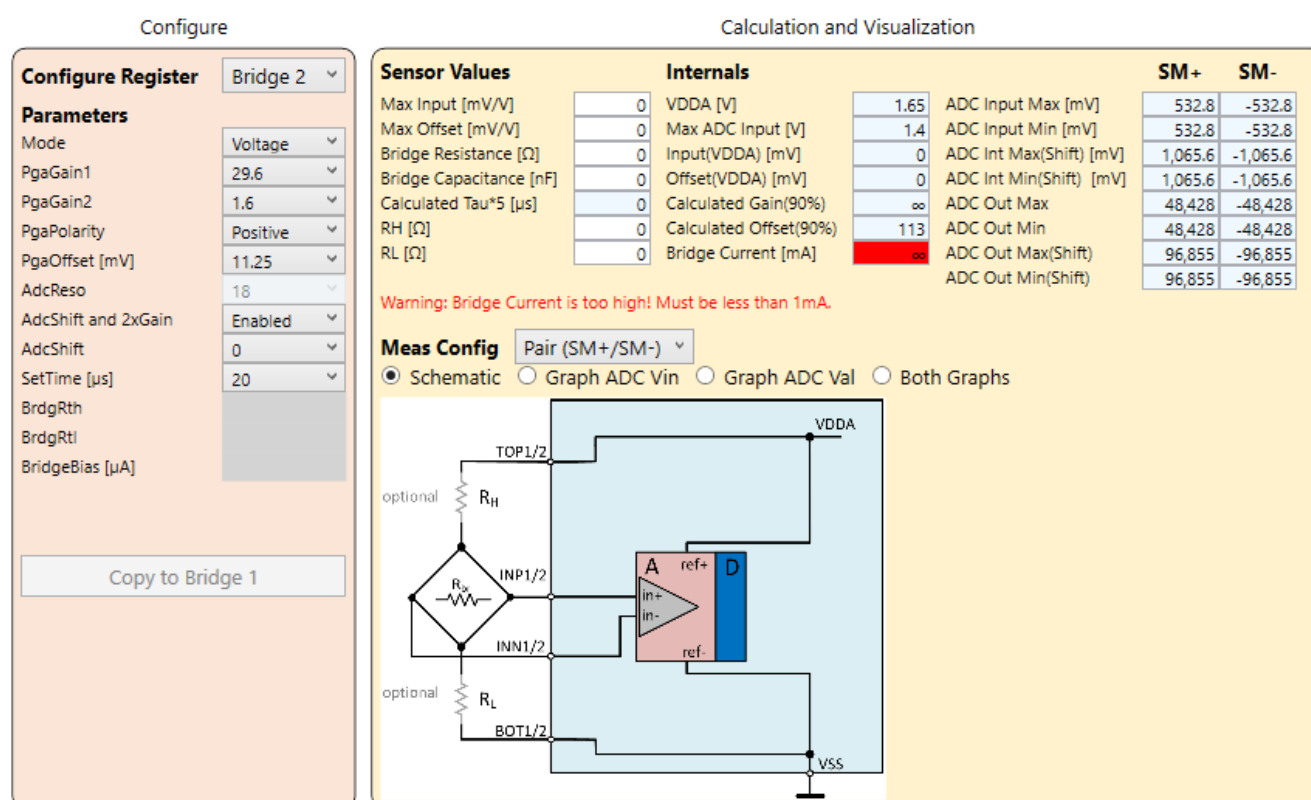 Configure
Calculation and Visualization
Configure Register Bridge 2
Parameters
Mode Voltage
PgaGain1 29.6
PgaGain2 1.6
PgaPolarity Positive
PgaOffset [mV] 11.25
AdcReso 18
AdcShift and 2xGain Enabled
AdcShift 0
SetTime [µs] 20
BrdgRth
BrdgRtl
BridgeBias [µA]
Copy to Bridge 1
Sensor Values
Max Input [mV/V] 0
Max Offset [mV/V] 0
Bridge Resistance [Ω] 0
Bridge Capacitance [nF] 0
Calculated Tau*5 [µs] 0
RH [Ω] 0
RL [Ω] 0
Internals
VDDA [V] 1.65
Max ADC Input [V] 1.4
Input(VDDA) [mV] 0
Offset(VDDA) [mV] 0
Calculated Gain(90%) ∞
Calculated Offset(90%) 113
Bridge Current [mA] ∞
SM+ SM-
ADC Input Max [mV] 532.8 -532.8
ADC Input Min [mV] 532.8 -532.8
ADC Int Max(Shift) [mV] 1,065.6 -1,065.6
ADC Int Min(Shift) [mV] 1,065.6 -1,065.6
ADC Out Max 48,428 -48,428
ADC Out Min 48,428 -48,428
ADC Out Max(Shift) 96,855 -96,855
ADC Out Min(Shift) 96,855 -96,855
Warning: Bridge Current is too high! Must be less than 1mA.
Meas Config Pair (SM+/SM-)
Schematic Graph ADC Vin Graph ADC Val Both Graphs
VDDA
TOP1/2
optional RH
A ref+ D
INP1/2
in+
in-
INN1/2
ref-
optional RL
BOT1/2
VSS